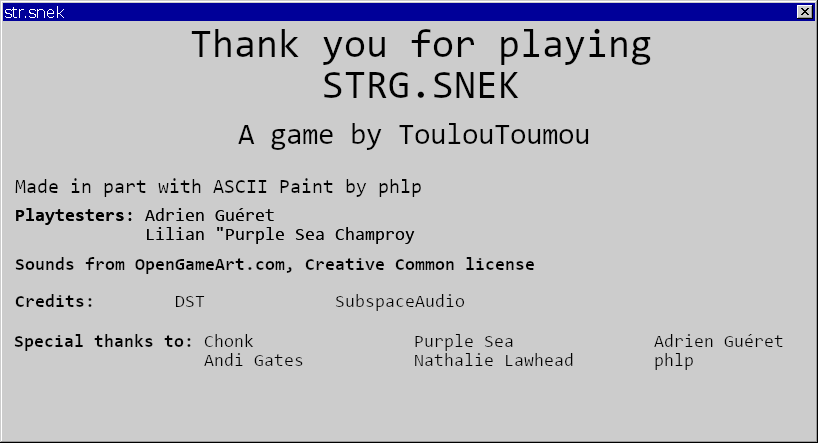 str.snek
Thank you for playing
STRG.SNEK
A game by ToulouToumou
Made in part with ASCII Paint by phlp
Playtesters: Adrien Guéret
Lilian "Purple Sea Champroy
Sounds from OpenGameArt.com, Creative Common license
Credits: DST SubspaceAudio
Special thanks to: Chonk Purple Sea Adrien Guéret
Andi Gates Nathalie Lawhead phlp